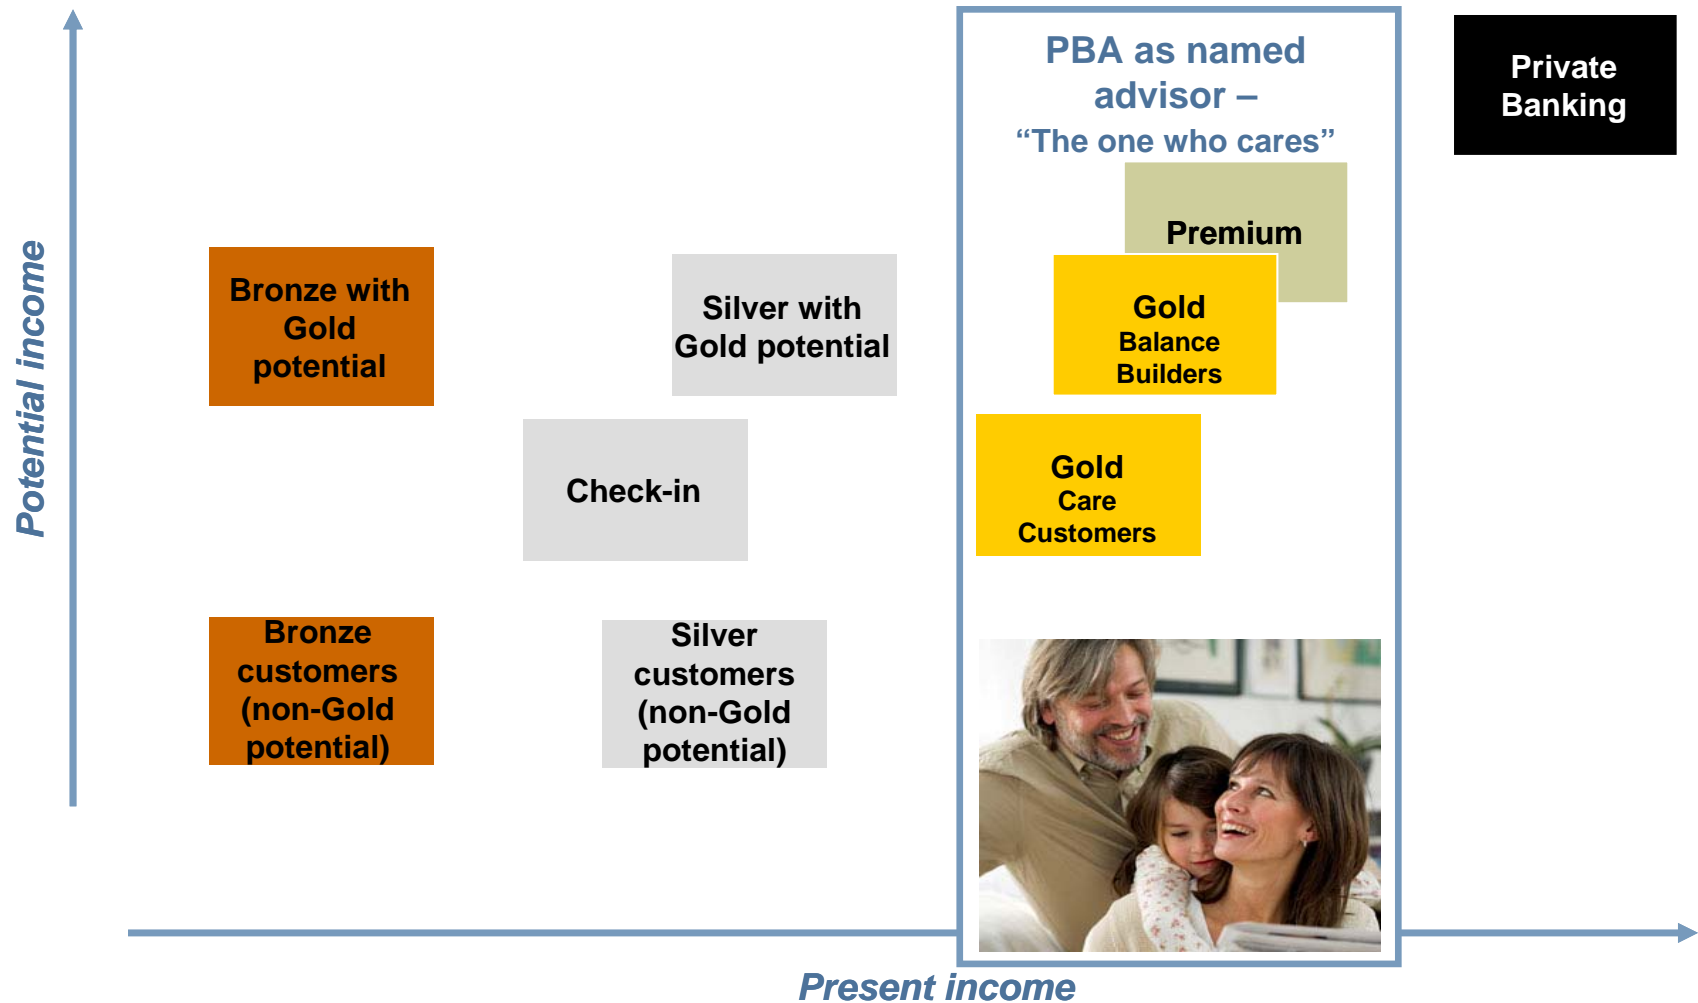 PBA as named
advisor –
“The one who cares”
Private
Banking
Premium
Bronze with
Gold
potential
Silver with
Gold potential
Gold
Balance
Builders
Check-in
Gold
Care
Customers
Bronze
customers
(non-Gold
potential)
Silver
customers
(non-Gold
potential)
Potential income
Present income